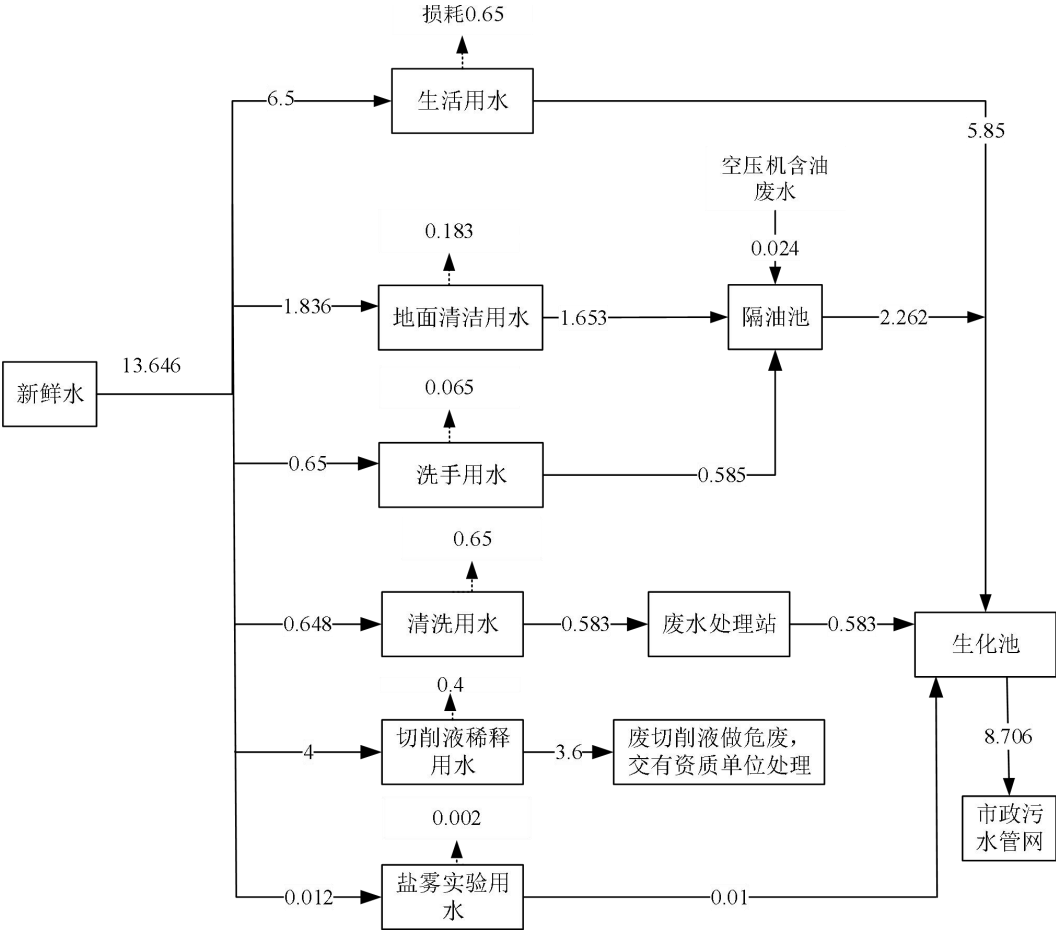 损耗0.65
6.5
生活用水
5.85
空压机含油
废水
0.024
0.183
1.836
地面清洁用水
1.653
隔油池
2.262
新鲜水
13.646
0.065
0.65
洗手用水
0.585
0.65
0.648
清洗用水
0.583
废水处理站
0.583
生化池
0.4
4
切削液稀释
用水
3.6
废切削液做危废，
交有资质单位处理
8.706
市政污
水管网
0.002
0.012
盐雾实验用
水
0.01